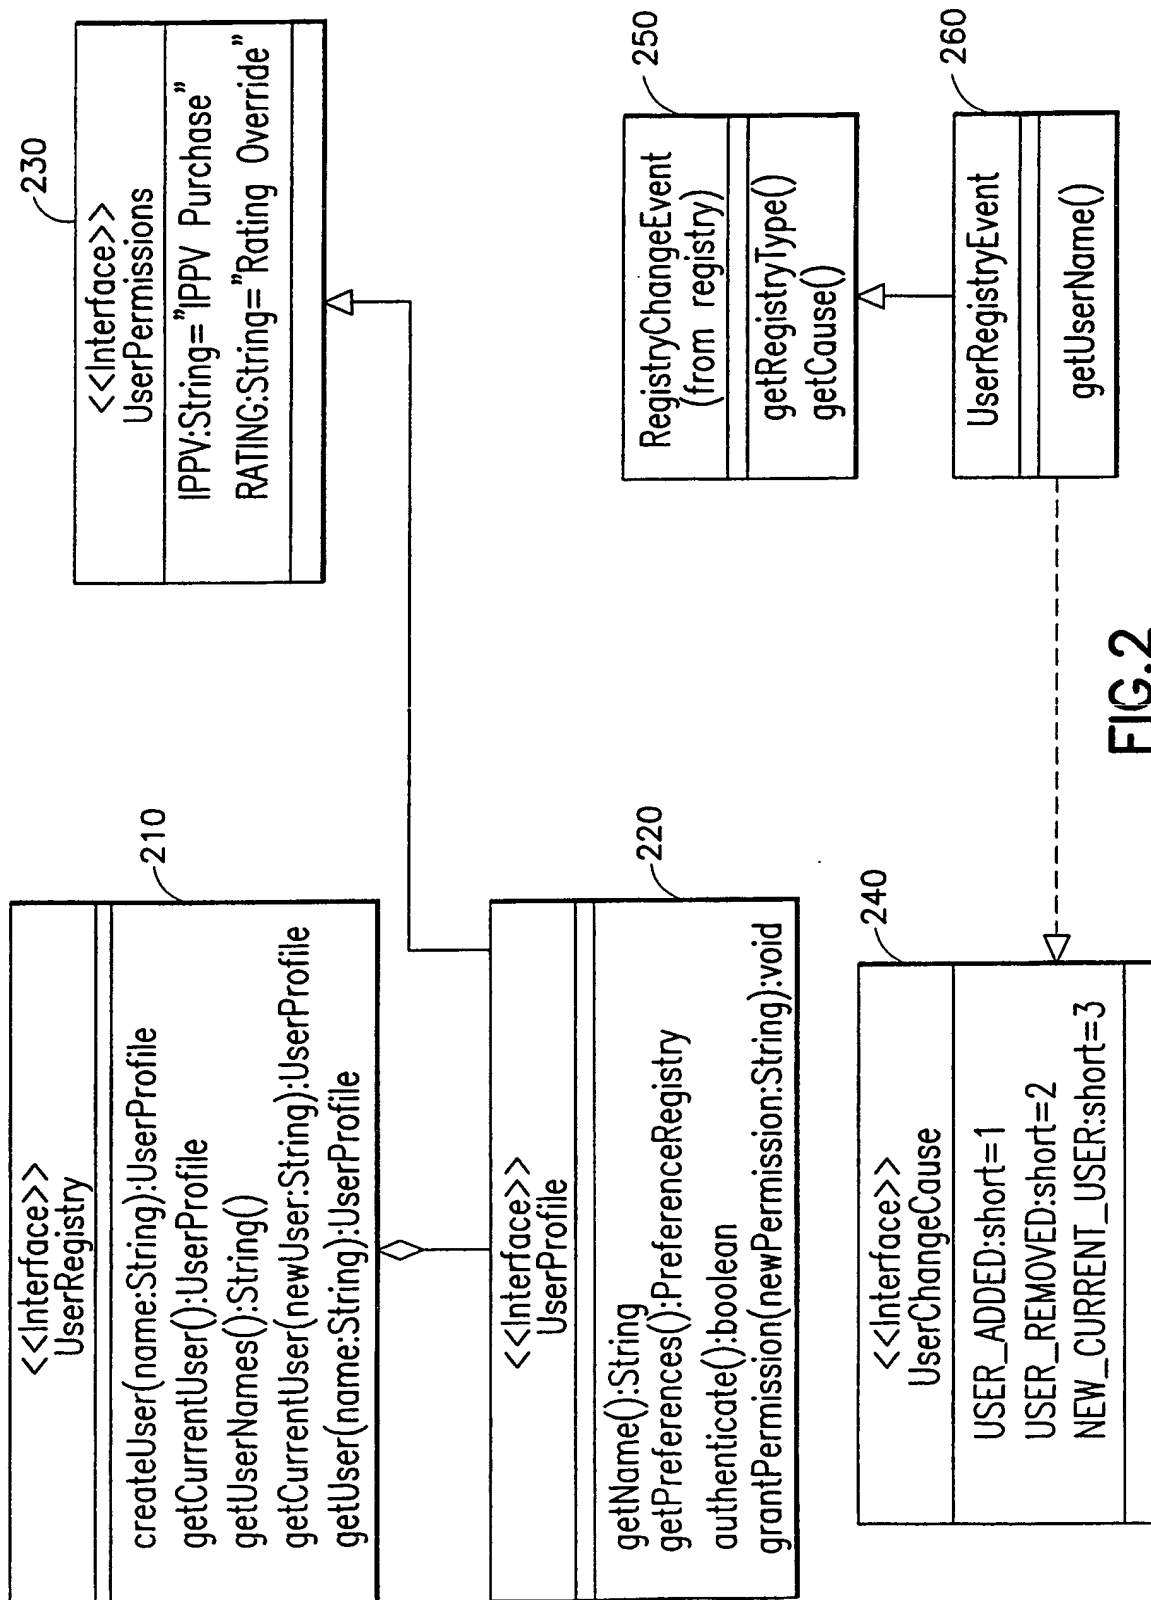 <<Interface>>
UserRegistry
createUser(name:String):UserProfile
getCurrentUser():UserProfile
getUserNames():String()
getCurrentUser(newUser:String):UserProfile
getUser(name:String):UserProfile
210
<<Interface>>
UserPermissions
IPPV:String="IPPV Purchase"
RATING:String="Rating Override"
230
<<Interface>>
UserProfile
getName():String
getPreferences():PreferenceRegistry
authenticate():boolean
grantPermission(newPermission:String):void
220
RegistryChangeEvent
(from registry)
getRegistryType()
getCause()
250
<<Interface>>
UserChangeCause
USER_ADDED:short=1
USER_REMOVED:short=2
NEW_CURRENT_USER:short=3
240
UserRegistryEvent
getUserName()
260
FIG.2